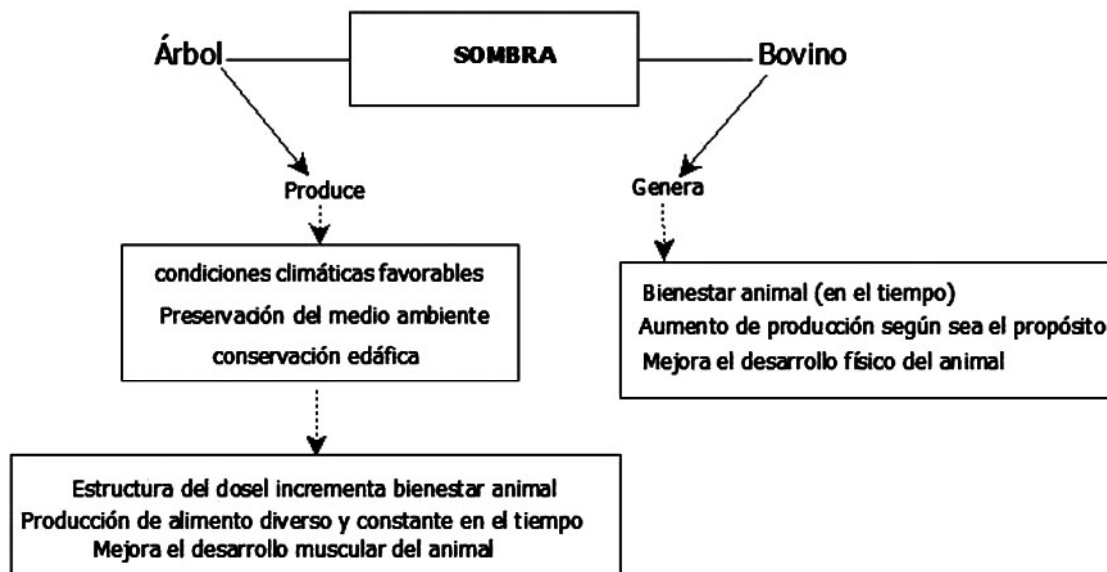 Árbol
SOMBRA
Bovino
Produce
Genera
condiciones climáticas favorables
Preservación del medio ambiente
conservación edáfica
Bienestar animal (en el tiempo)
Aumento de producción según sea el propósito
Mejora el desarrollo físico del animal
Estructura del dosel incrementa bienestar animal
Producción de alimento diverso y constante en el tiempo
Mejora el desarrollo muscular del animal